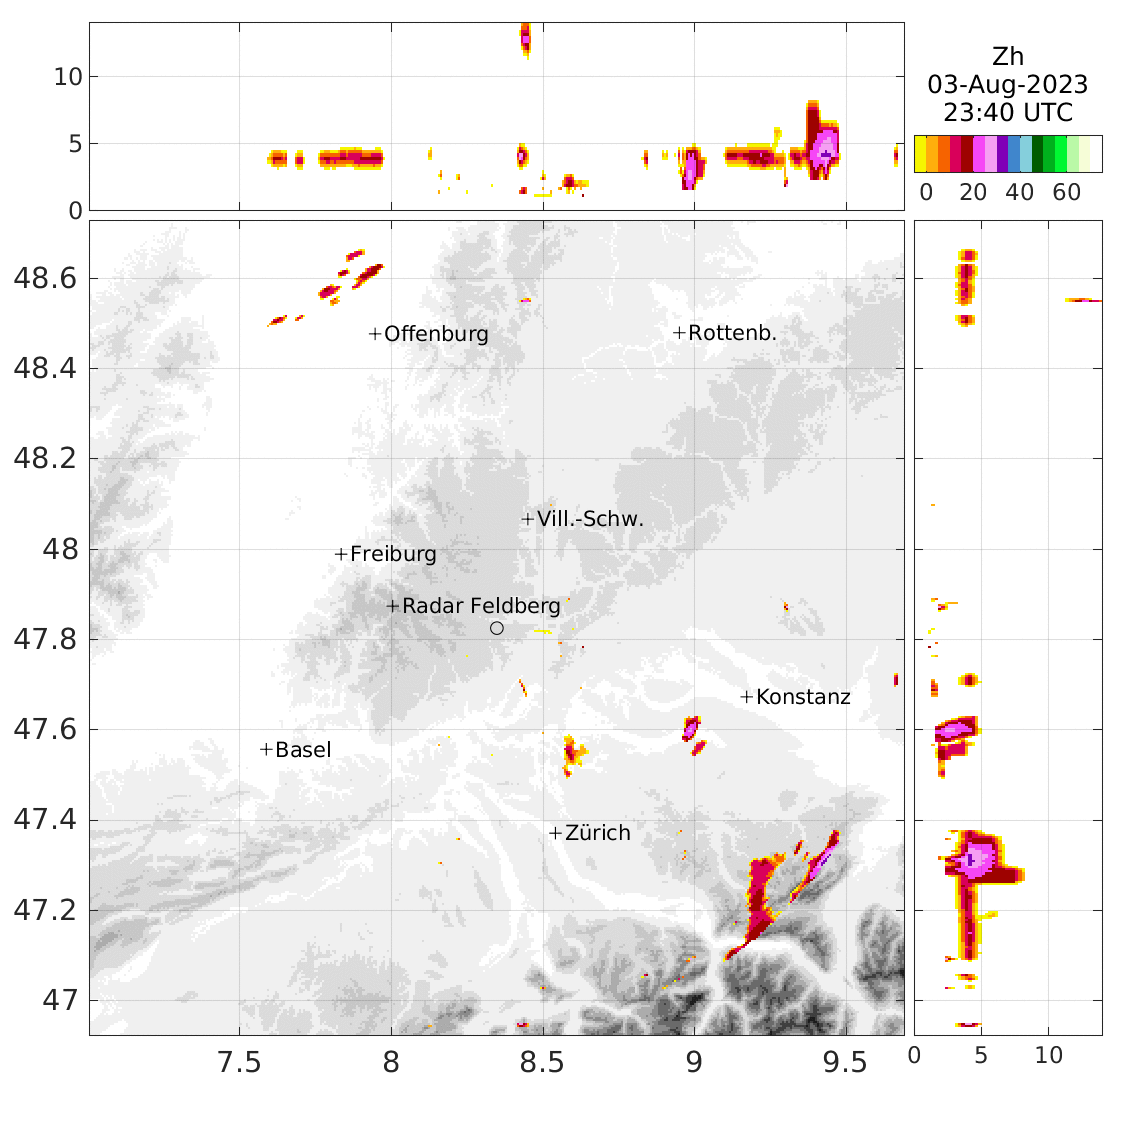 Zh
03-Aug-2023
23:40 UTC
10
5
0
0 20 40 60
48.6
48.4
48.2
48
47.8
47.6
47.4
47.2
47
+Offenburg
+Rottenb.
+Vill.-Schw.
+Freiburg
+Radar Feldberg
+Konstanz
+Basel
+Zürich
7.5 8 8.5 9 9.5
0 5 10